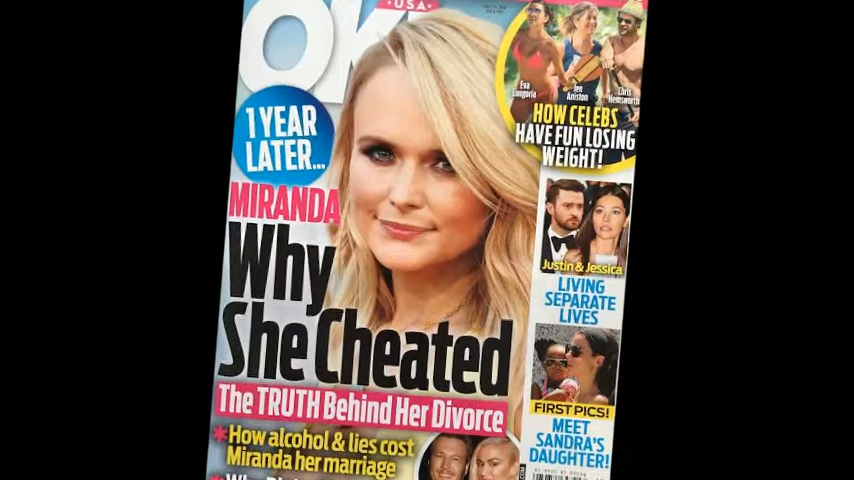 OK!
USA
1 YEAR
LATER...
MIRANDA
Why
She Cheated
The TRUTH Behind Her Divorce
*How alcohol & lies cost
Miranda her marriage
Eva
Longoria
Jen
Aniston
Chris
Hemsworth
HOW CELEBS
HAVE FUN LOSING
WEIGHT!
Justin & Jessica
LIVING
SEPARATE
LIVES
FIRST PICS!
MEET
SANDRA'S
DAUGHTER!